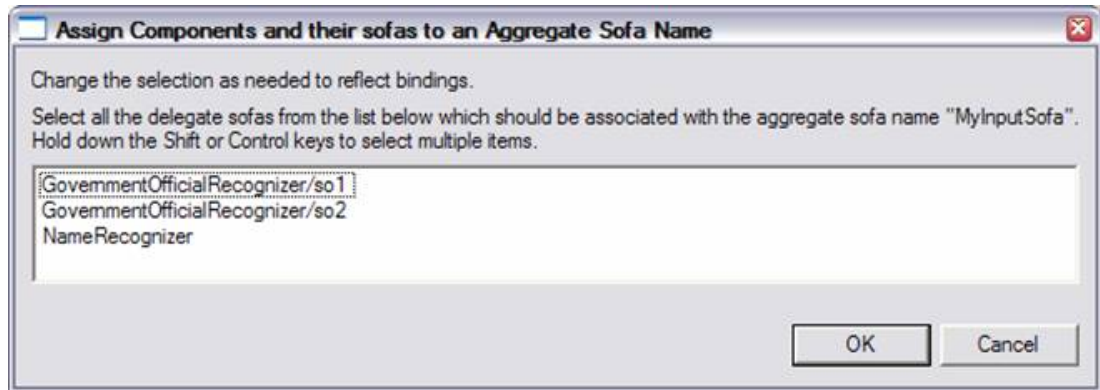 Assign Components and their sofas to an Aggregate Sofa Name
Change the selection as needed to reflect bindings.
Select all the delegate sofas from the list below which should be associated with the aggregate sofa name "MyInputSofa".
Hold down the Shift or Control keys to select multiple items.
GovernmentOfficialRecognizer/so1
GovernmentOfficialRecognizer/so2
NameRecognizer
OK
Cancel